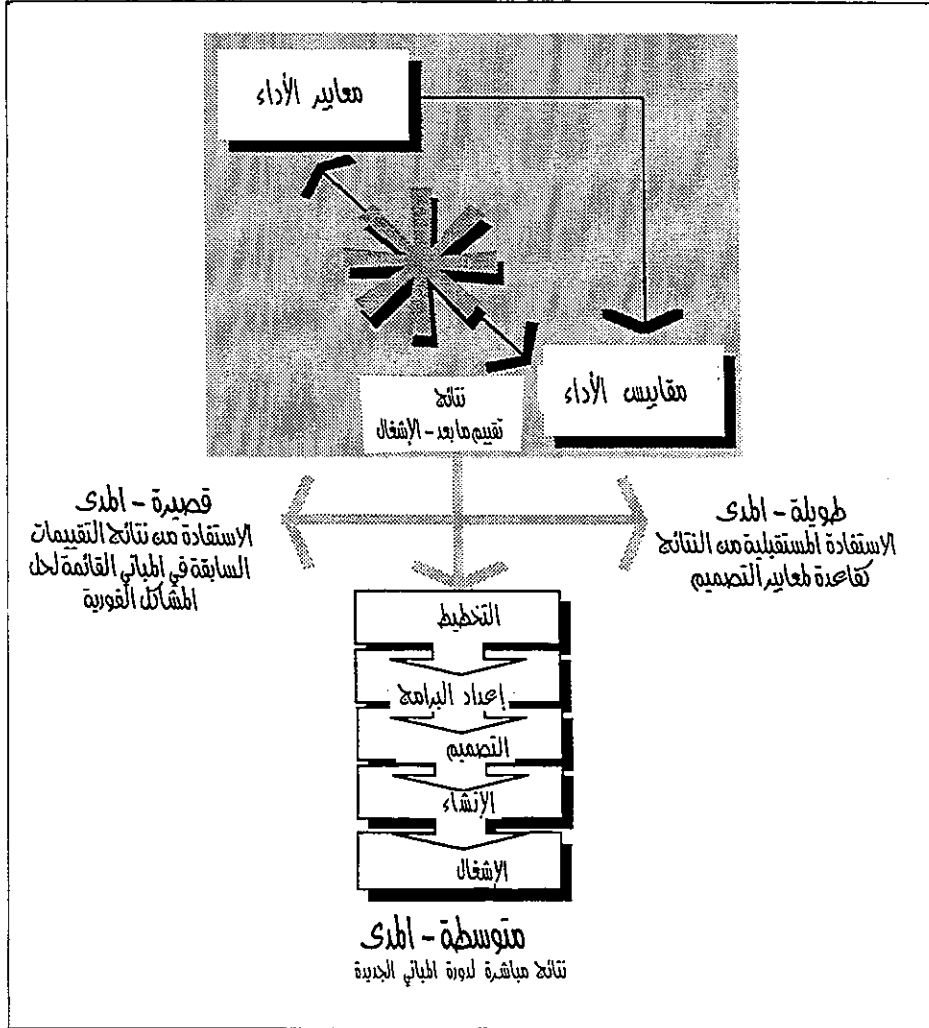 معايير الأداء
مقاييس الأداء
نتائج
تقييم ما بعد - الإشغال
طويلة - المدى
الاستفادة المستقبلية من النتائج
كقاعدة لمعايير التصميم
قصيرة - المدى
الاستفادة من نتائج التقييمات
السابقة في المباني القائمة لحل
المشاكل الفورية
التخطيط
إعداد البرامج
التصميم
الإنشاء
الإشغال
متوسطة - المدى
نتائج مباشرة لدورة المباني الجديدة